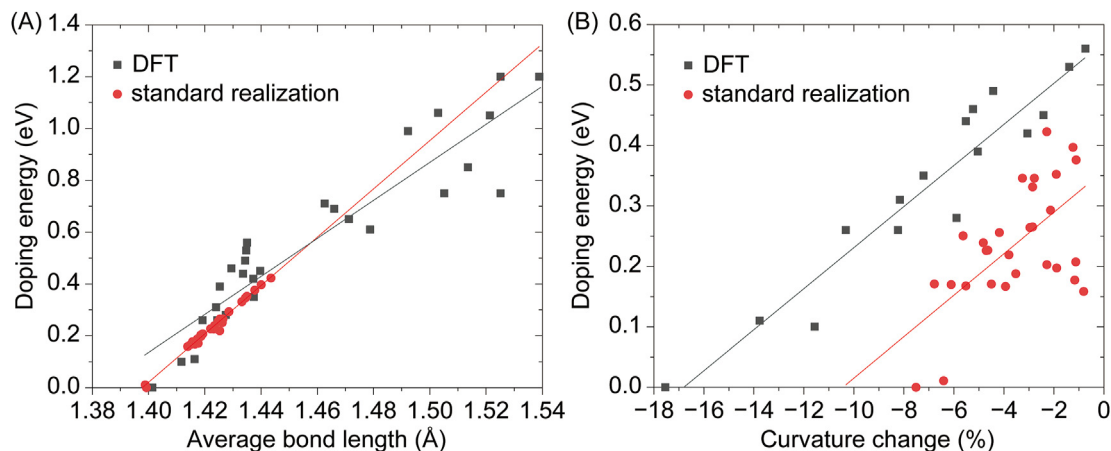 (A)
1.4
1.2
1.0
0.8
0.6
0.4
0.2
0.0
Doping energy (eV)
DFT
standard realization
1.38 1.40 1.42 1.44 1.46 1.48 1.50 1.52 1.54
Average bond length (Å)
(B)
0.6
0.5
0.4
0.3
0.2
0.1
0.0
Doping energy (eV)
DFT
standard realization
−18 −16 −14 −12 −10 −8 −6 −4 −2 0
Curvature change (%)